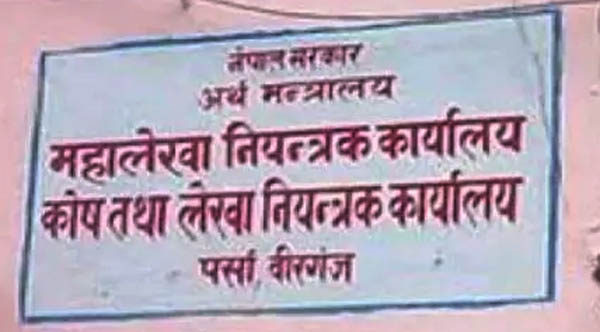 नेपाल सरकार
अर्थ मन्त्रालय
महालेखा नियन्त्रक कार्यालय
कोष तथा लेखा नियन्त्रक कार्यालय
पर्सा, वीरगंज